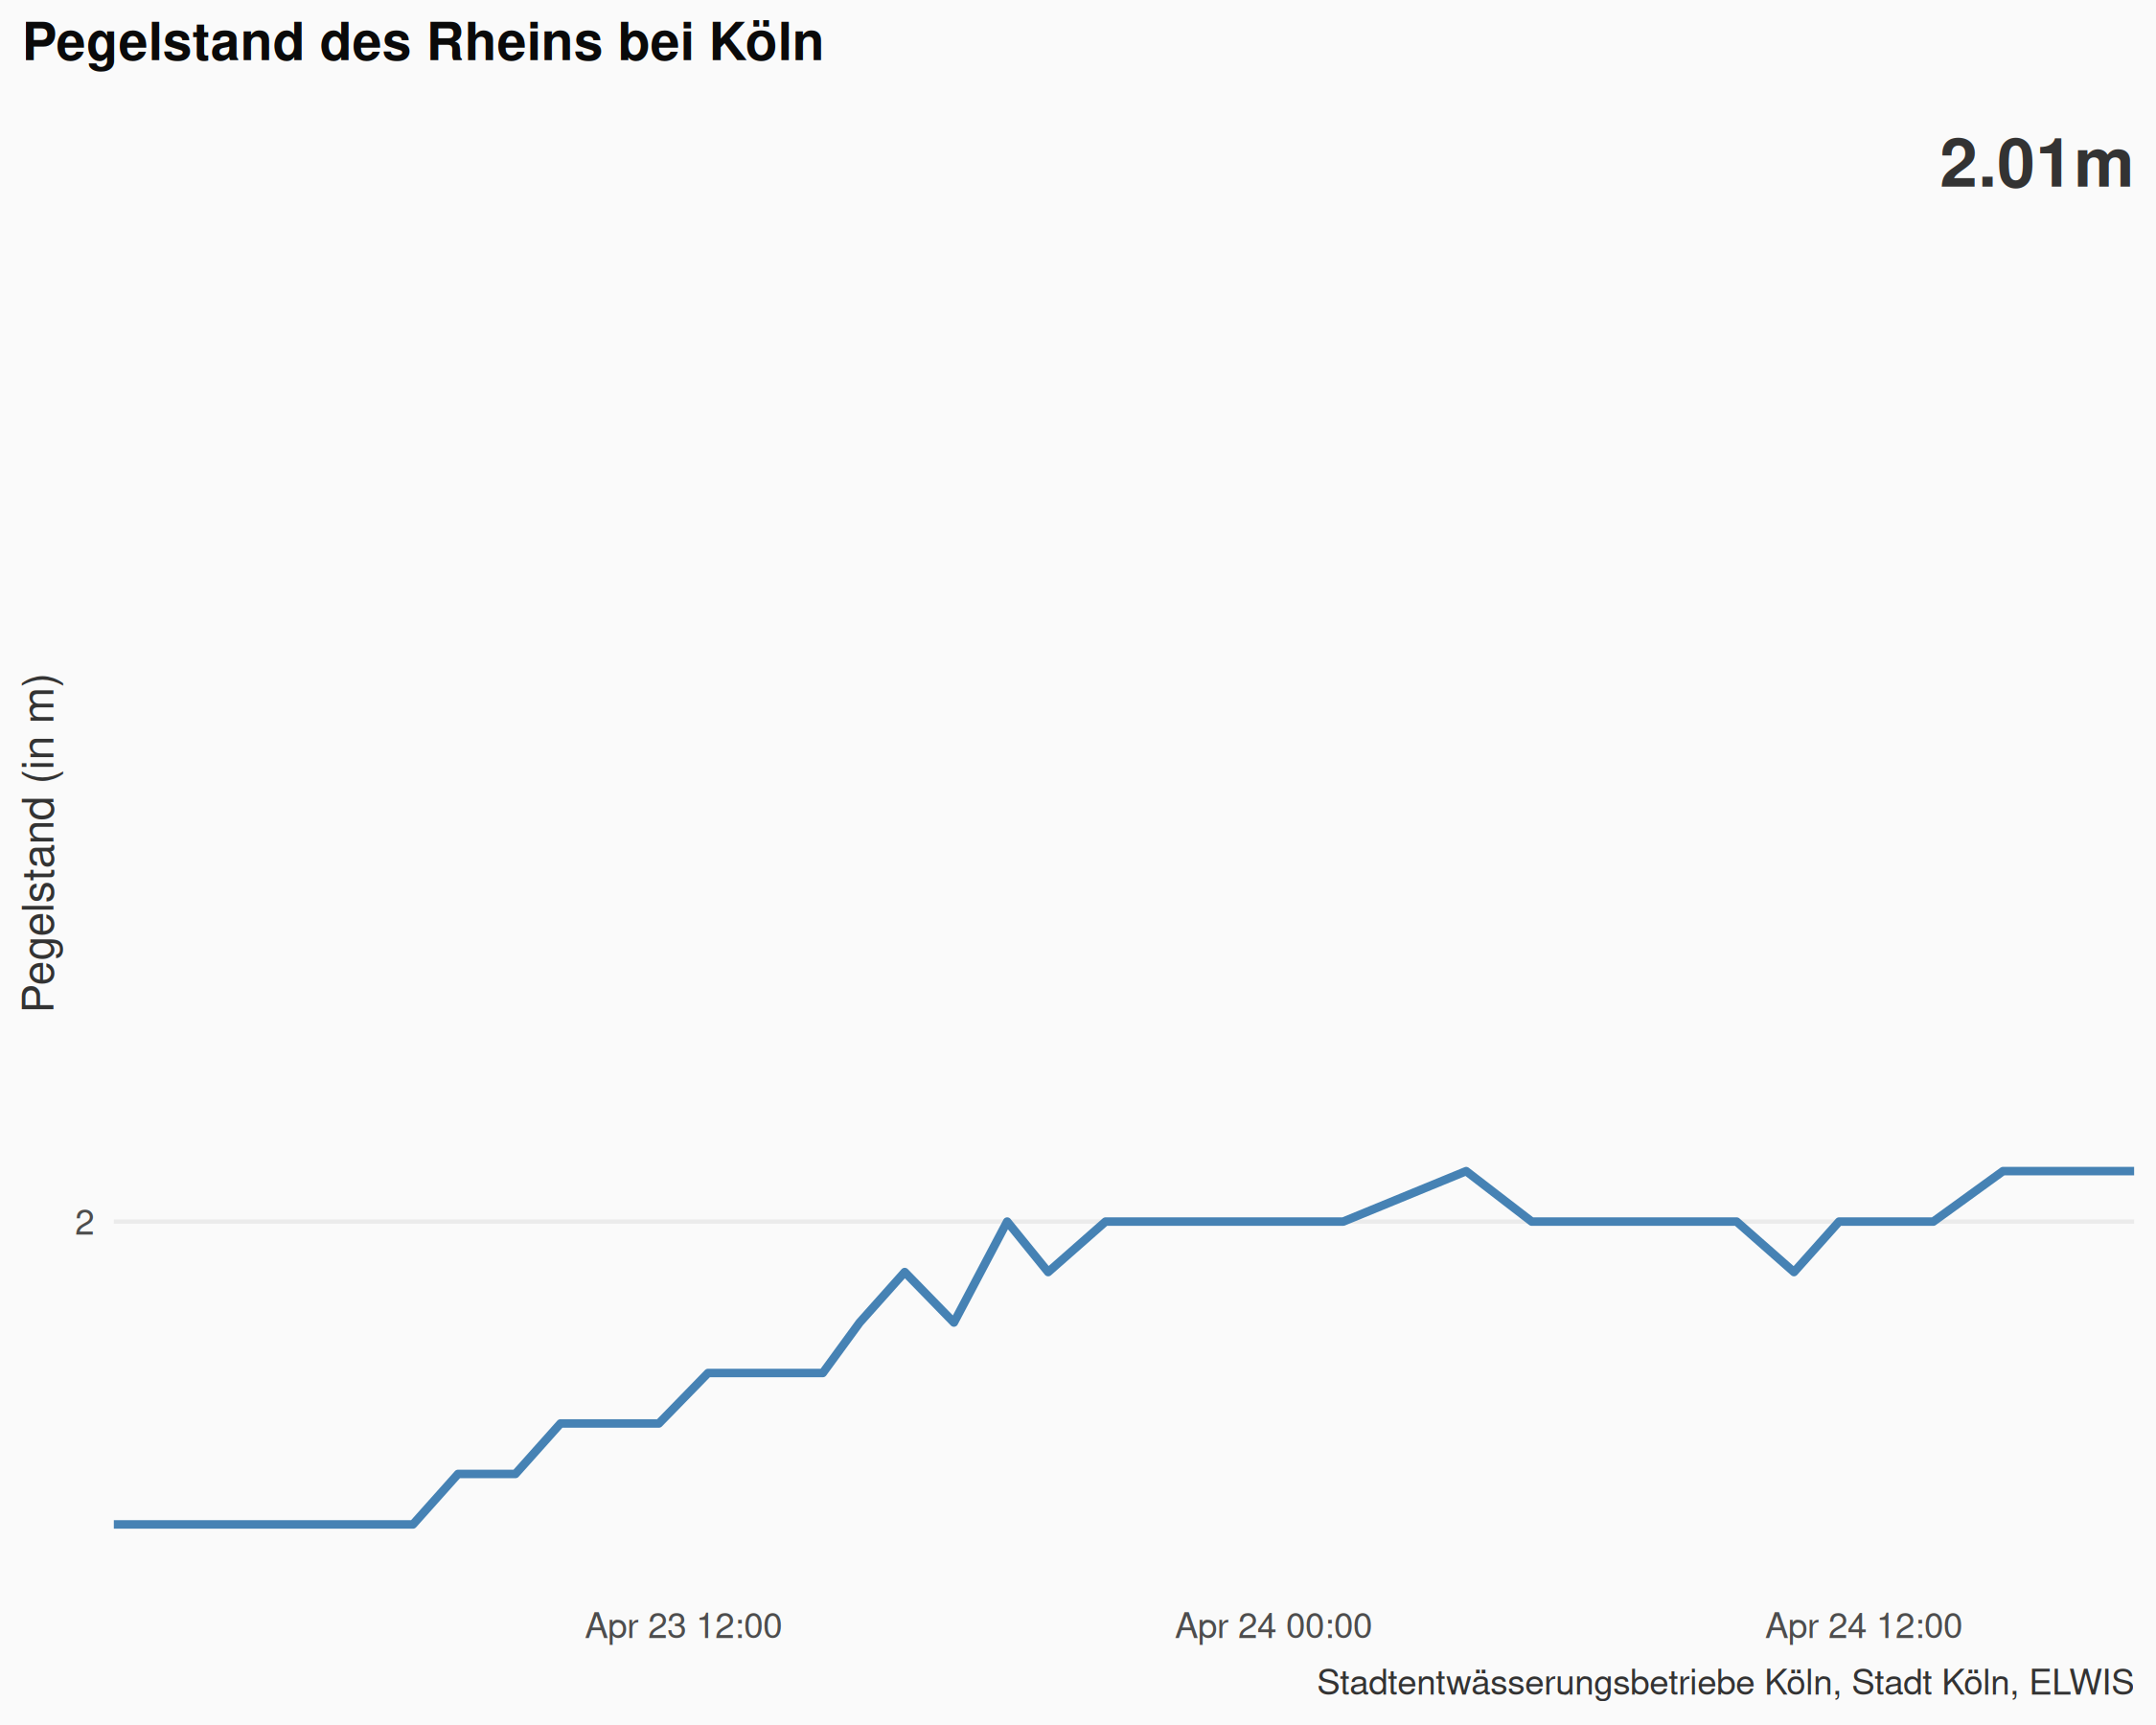 Pegelstand des Rheins bei Köln
2.01m
Pegelstand (in m)
2
Apr 23 12:00
Apr 24 00:00
Apr 24 12:00
Stadtentwässerungsbetriebe Köln, Stadt Köln, ELWIS